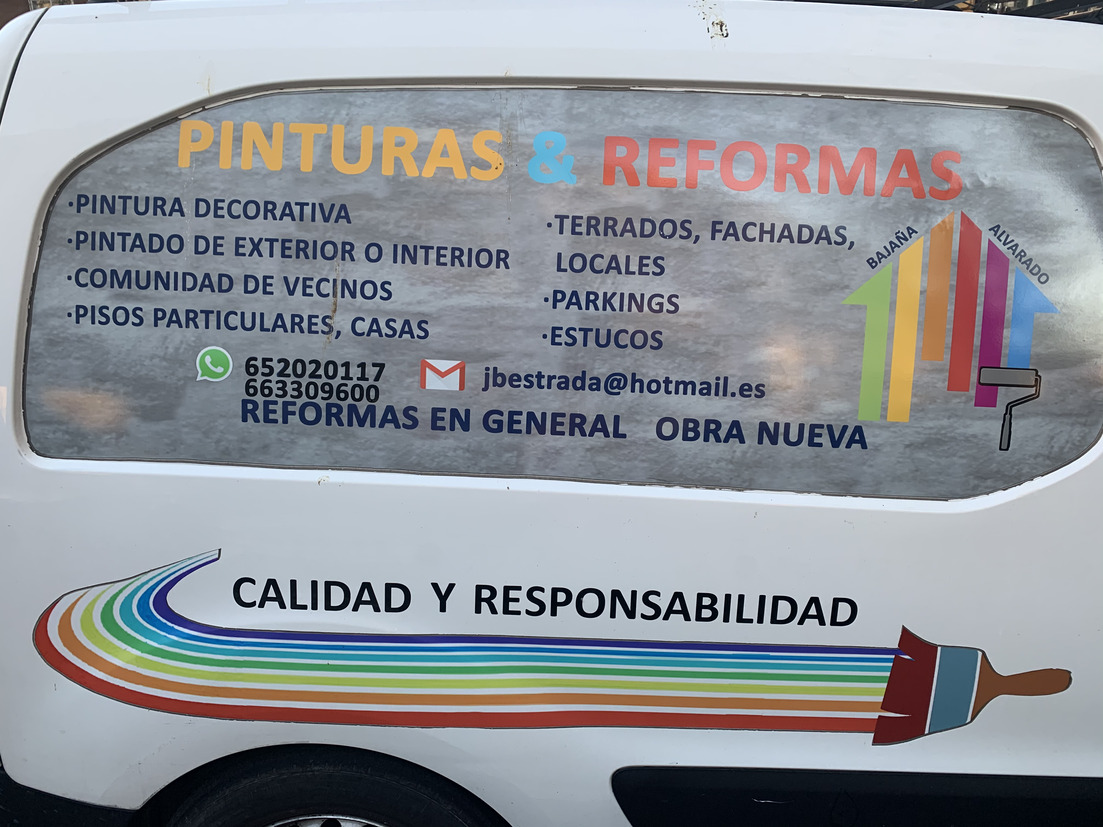 PINTURAS & REFORMAS
·PINTURA DECORATIVA
·PINTADO DE EXTERIOR O INTERIOR
·COMUNIDAD DE VECINOS
·PISOS PARTICULARES, CASAS
·TERRADOS, FACHADAS,
LOCALES
·PARKINGS
·ESTUCOS
BAJAÑA
ALVARADO
652020117
663309600
jbestrada@hotmail.es
REFORMAS EN GENERAL OBRA NUEVA
CALIDAD Y RESPONSABILIDAD